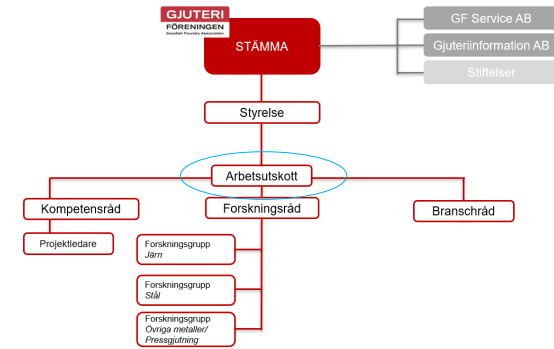 GJUTERI
FÖRENINGEN
Swedish Foundry Association
STÄMMA
GF Service AB
Gjuteriinformation AB
Stiftelser
Styrelse
Arbetsutskott
Kompetensråd
Forskningsråd
Branschråd
Projektledare
Forskningsgrupp
Järn
Forskningsgrupp
Stål
Forskningsgrupp
Övriga metaller/
Pressgjutning